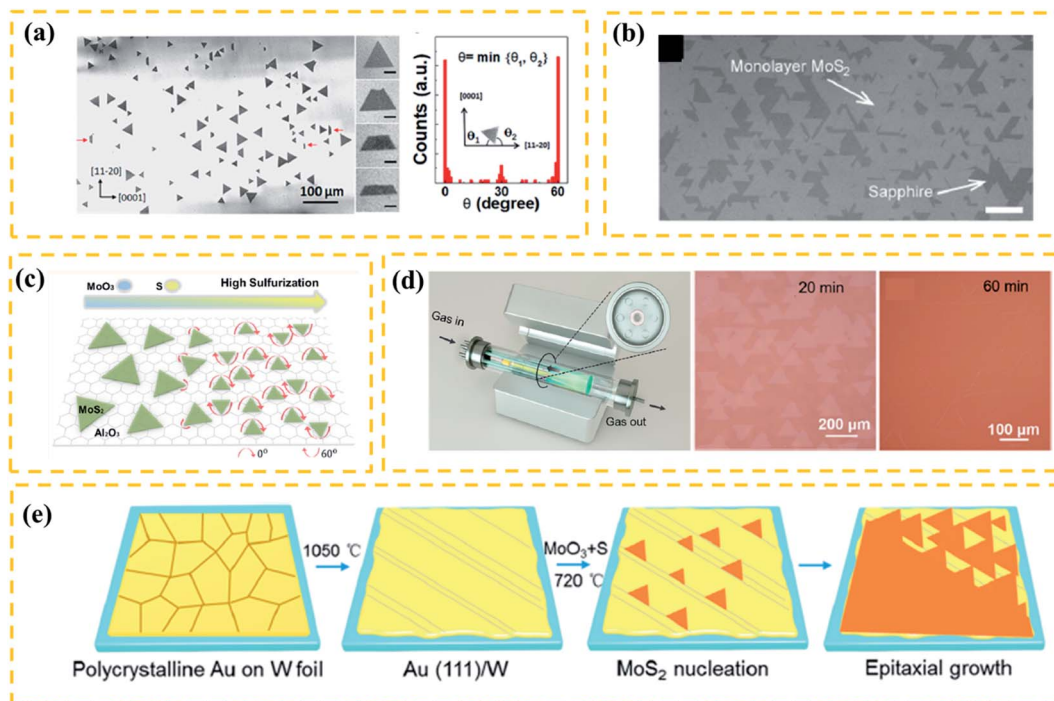 (a)
[11-20]
[0001]
100 μm
Counts (a.u.)
θ= min {θ₁, θ₂}
[0001]
θ₁
θ₂
[11-20]
0
30
60
θ (degree)
(b)
Monolayer MoS₂
Sapphire
(c)
MoO₃
S
High Sulfurization
MoS₂
Al₂O₃
0º
60º
(d)
Gas in
Gas out
20 min
200 μm
60 min
100 μm
(e)
1050 ℃
MoO₃+S
720 ℃
Polycrystalline Au on W foil
Au (111)/W
MoS₂ nucleation
Epitaxial growth